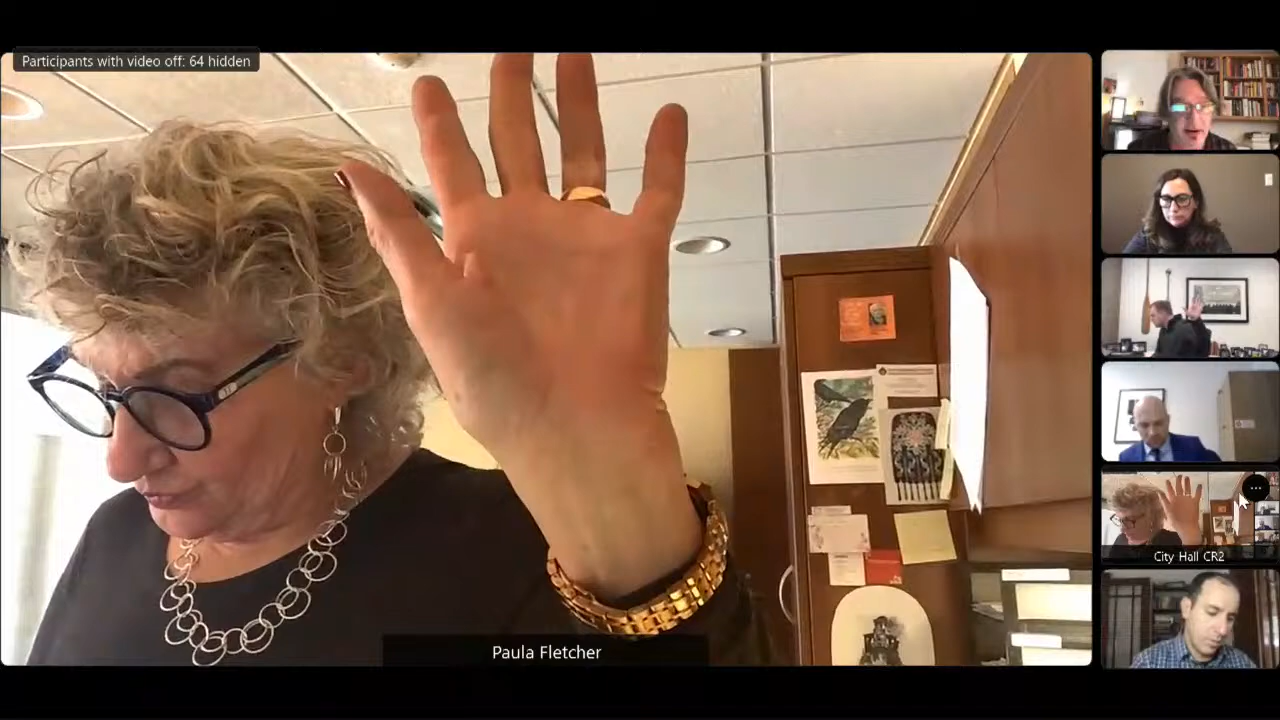 Participants with video off: 64 hidden
Paula Fletcher
City Hall CR2